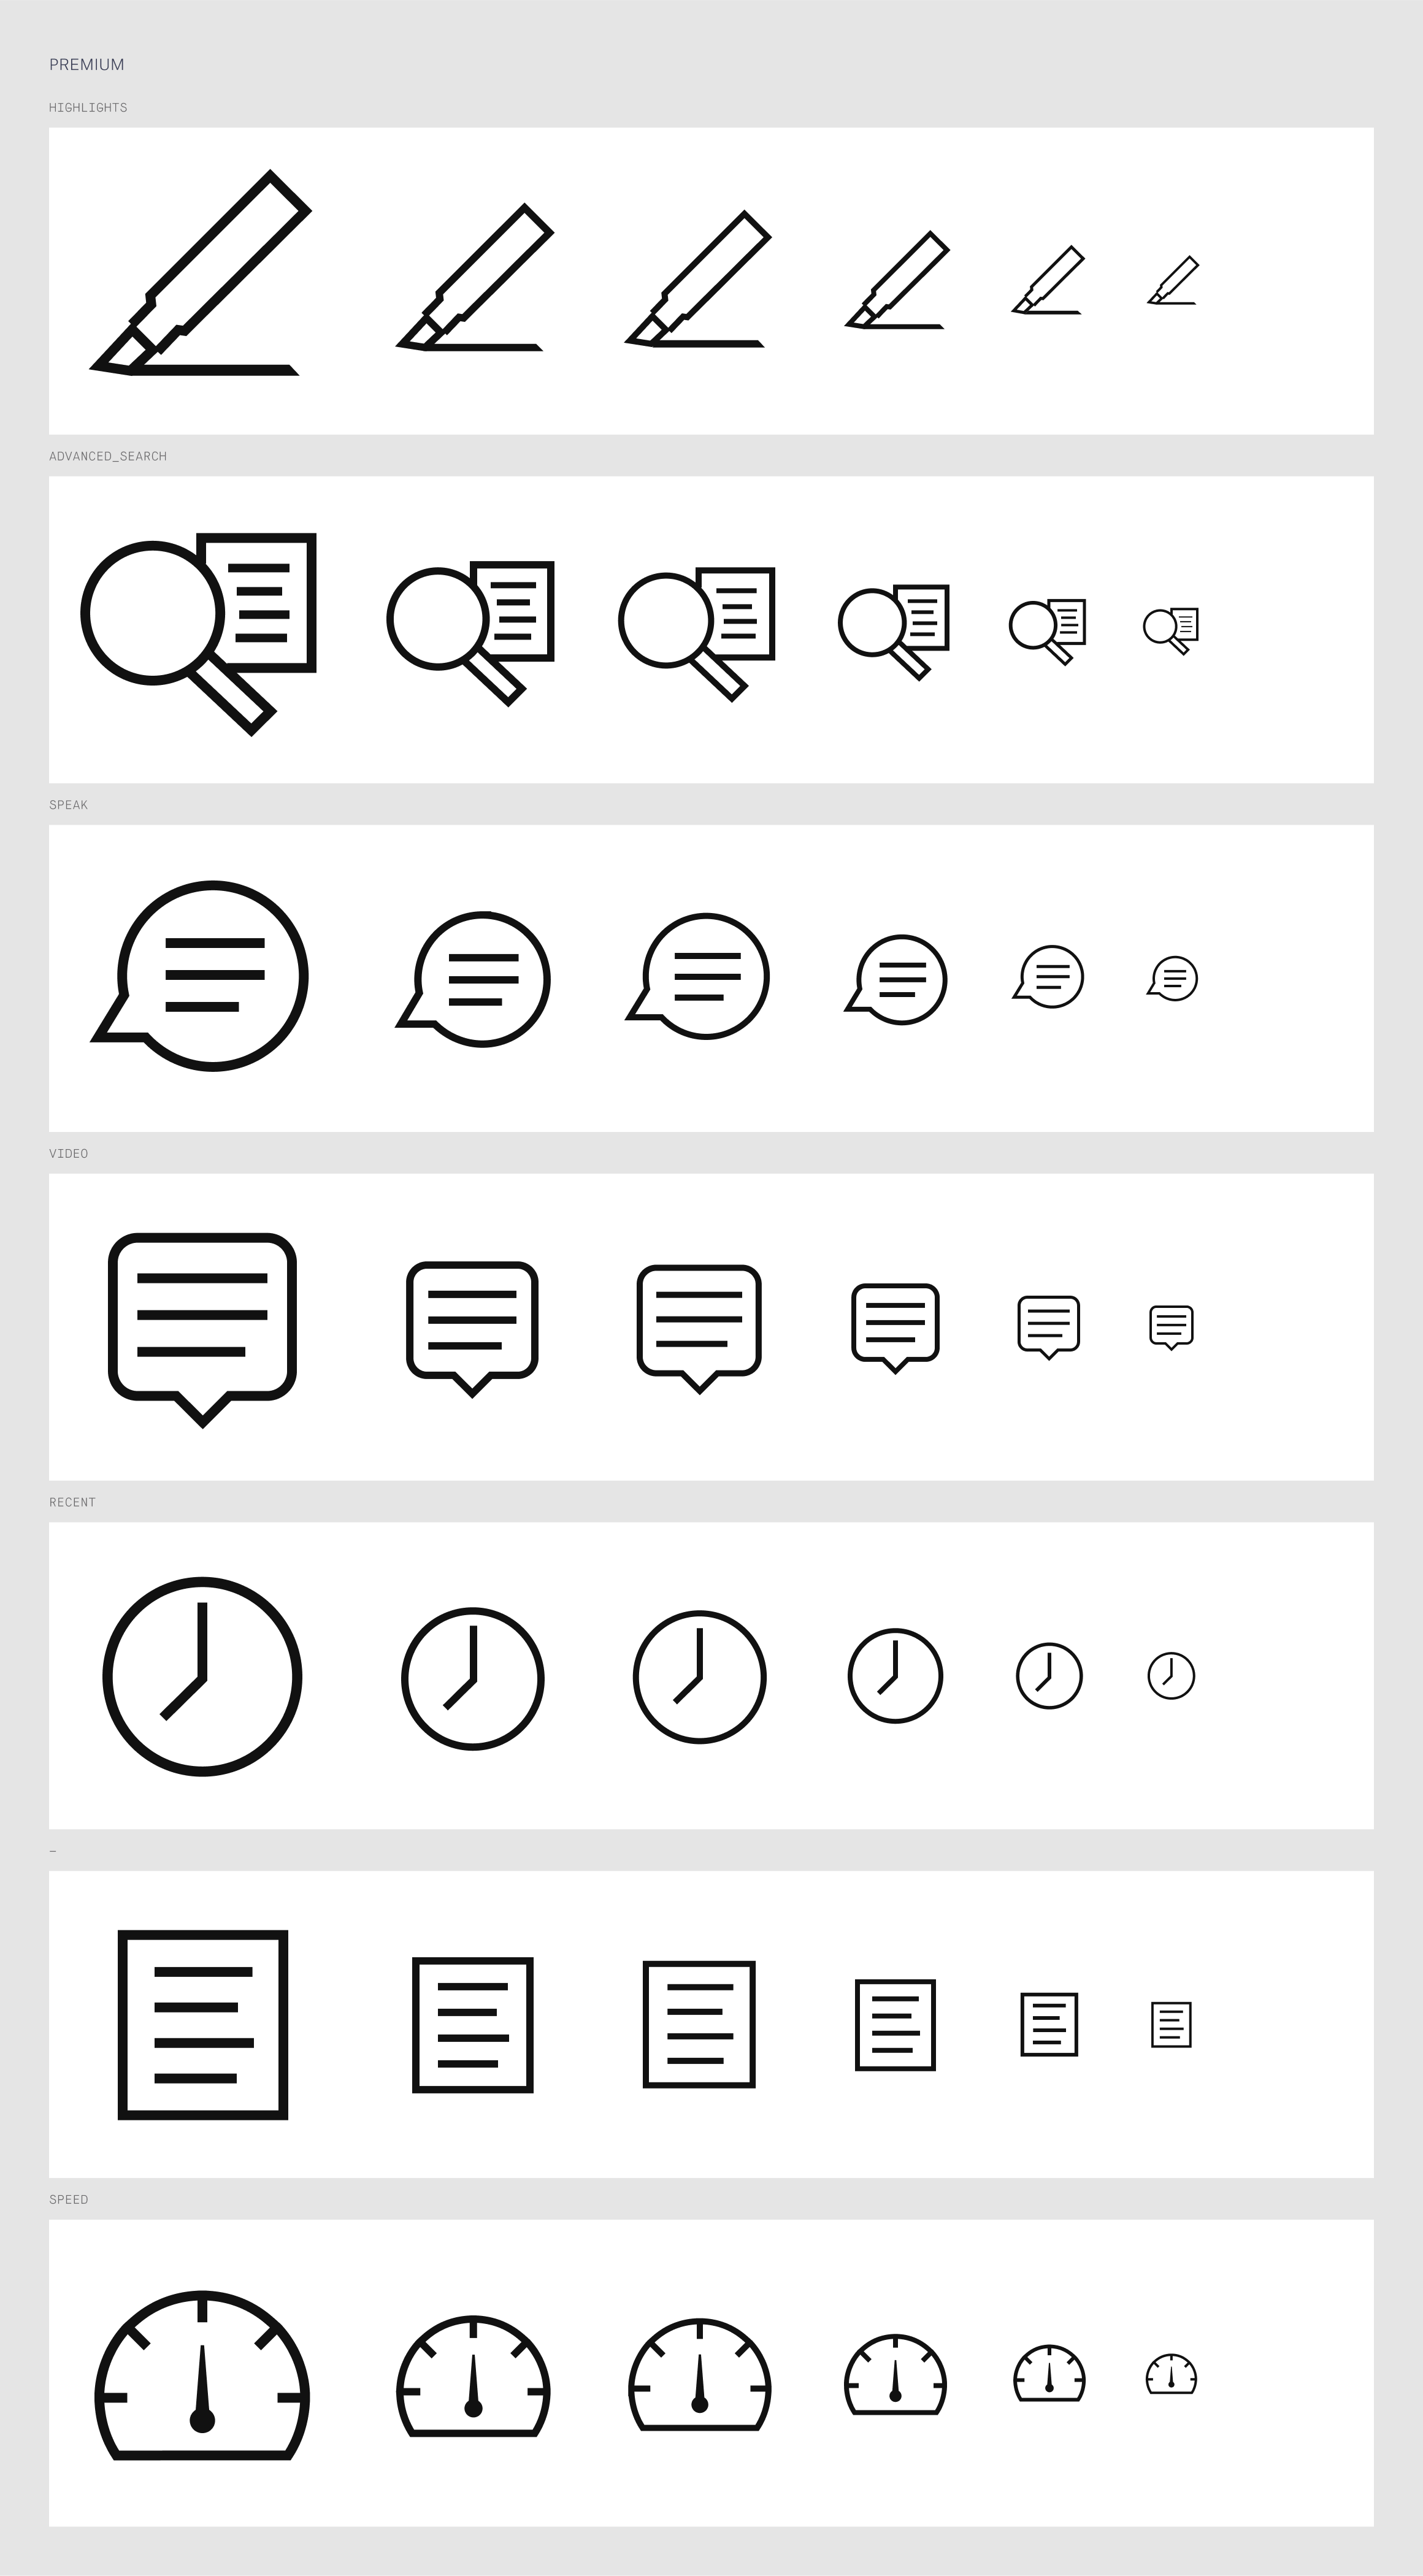 PREMIUM
HIGHLIGHTS
ADVANCED_SEARCH
SPEAK
VIDEO
RECENT
–
SPEED